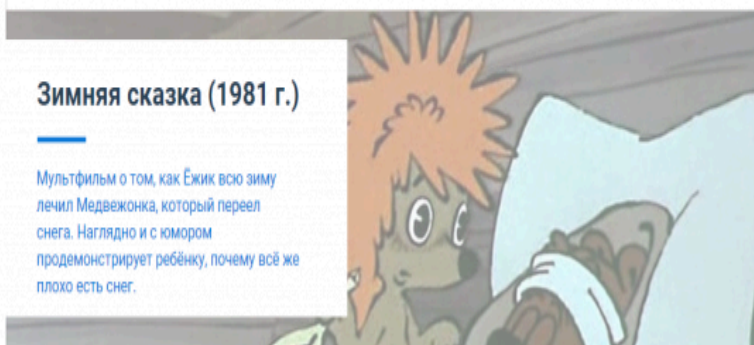 Зимняя сказка (1981 г.)
Мультфильм о том, как Ёжик всю зиму
лечил Медвежонка, который переел
снега. Наглядно и с юмором
продемонстрирует ребёнку, почему всё же
плохо есть снег.